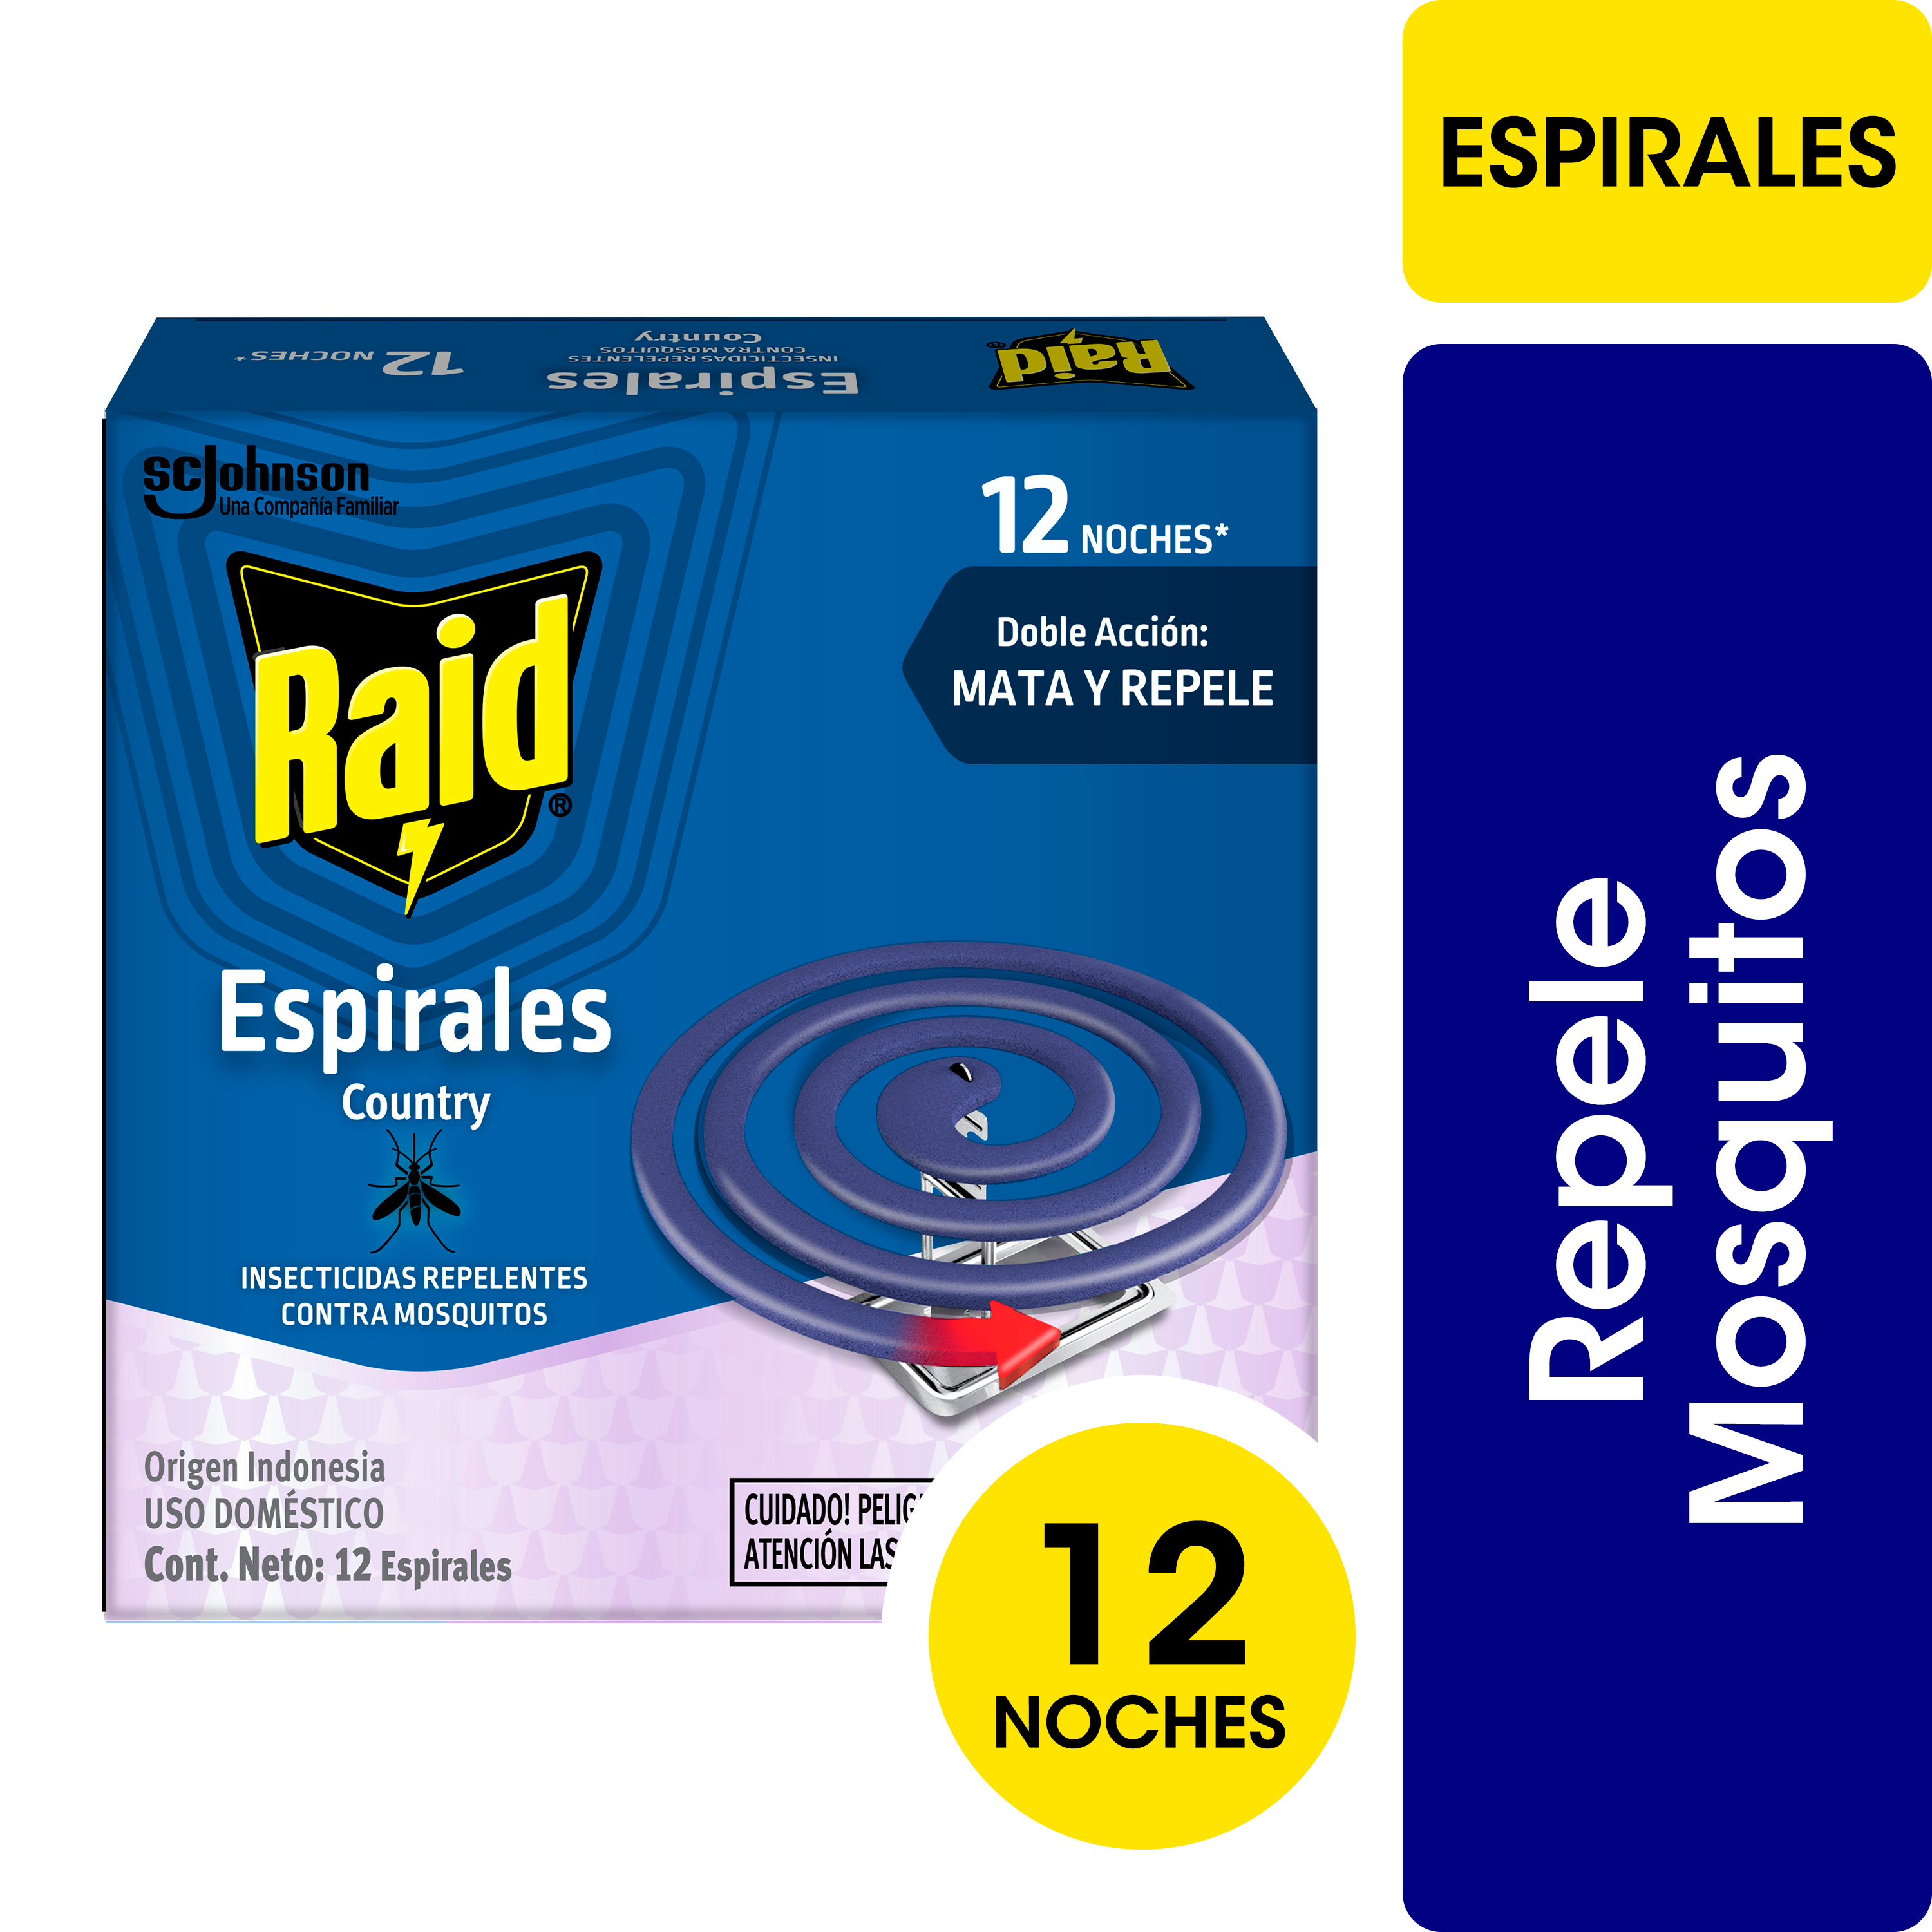 ESPIRALES
Repele
Mosquitos
Raid®
Espirales
INSECTICIDAS REPELENTES
CONTRA MOSQUITOS
Country
12 NOCHES*
SCJohnson
Una Compañía Familiar
12 NOCHES*
Doble Acción:
MATA Y REPELE
Raid®
Espirales
Country
INSECTICIDAS REPELENTES
CONTRA MOSQUITOS
Origen Indonesia
USO DOMÉSTICO
Cont. Neto: 12 Espirales
CUIDADO!
ATENCIÓN LAS
12
NOCHES